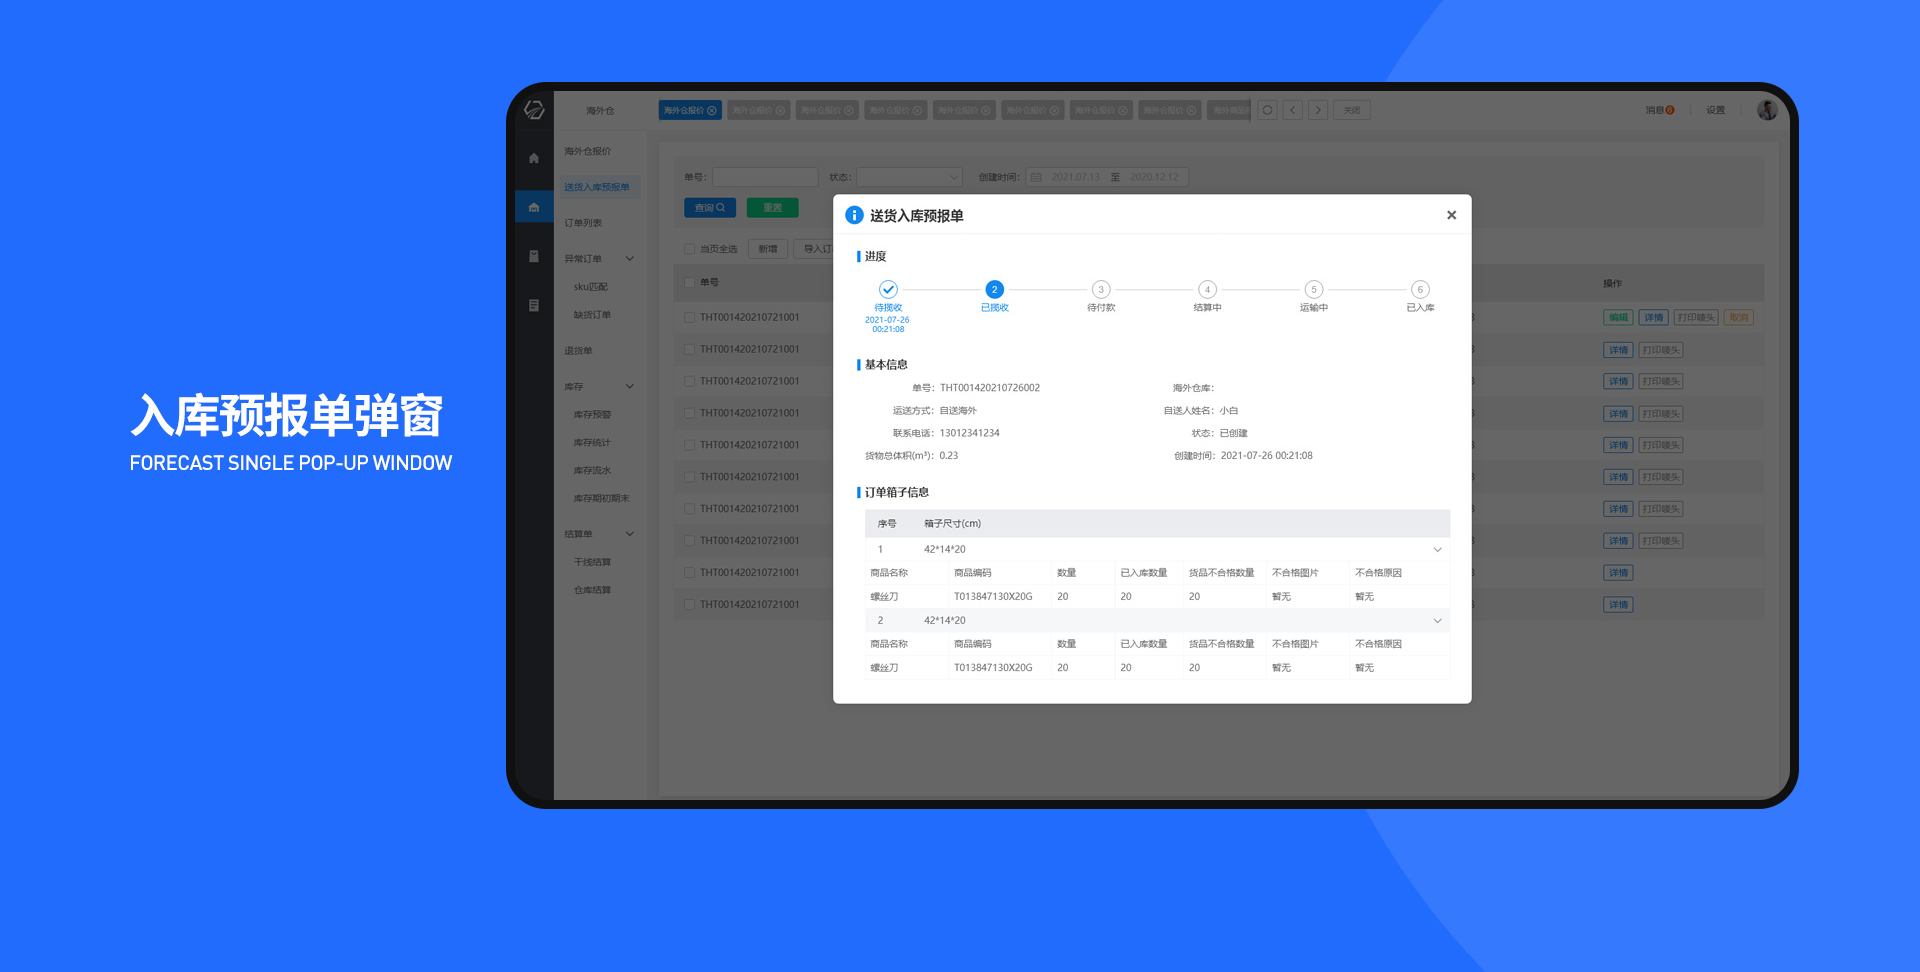 入库预报单弹窗
FORECAST SINGLE POP-UP WINDOW
海外仓
海外仓报价 海外仓报价 海外仓报价 海外仓报价 海外仓报价 海外仓报价 海外仓报价 海外仓报价
关闭
消息 6 设置
海外仓报价
送货入库预报单
订单列表
异常订单
sku匹配
缺货订单
退货单
库存
库存预警
库存统计
库存流水
库存期初期末
结算单
干线结算
仓库结算
单号： 状态： 创建时间： 2021.07.13 至 2020.12.12
查询 重置
当页全选 新增 导入订
单号 操作
THT001420210721001 编辑 详情 打印唛头 取消
THT001420210721001 详情 打印唛头
THT001420210721001 详情 打印唛头
THT001420210721001 详情 打印唛头
THT001420210721001 详情 打印唛头
THT001420210721001 详情 打印唛头
THT001420210721001 详情 打印唛头
THT001420210721001 详情 打印唛头
THT001420210721001 详情
THT001420210721001 详情
送货入库预报单
进度
2 3 4 5 6
待揽收 已揽收 待付款 结算中 运输中 已入库
2021-07-26
00:21:08
基本信息
单号：THT001420210726002 海外仓库：
运送方式：自送海外 自送人姓名：小白
联系电话：13012341234 状态：已创建
货物总体积(m³)：0.23 创建时间：2021-07-26 00:21:08
订单箱子信息
序号 箱子尺寸(cm)
1 42*14*20
商品名称 商品编码 数量 已入库数量 货品不合格数量 不合格图片 不合格原因
螺丝刀 T013847130X20G 20 20 20 暂无 暂无
2 42*14*20
商品名称 商品编码 数量 已入库数量 货品不合格数量 不合格图片 不合格原因
螺丝刀 T013847130X20G 20 20 20 暂无 暂无